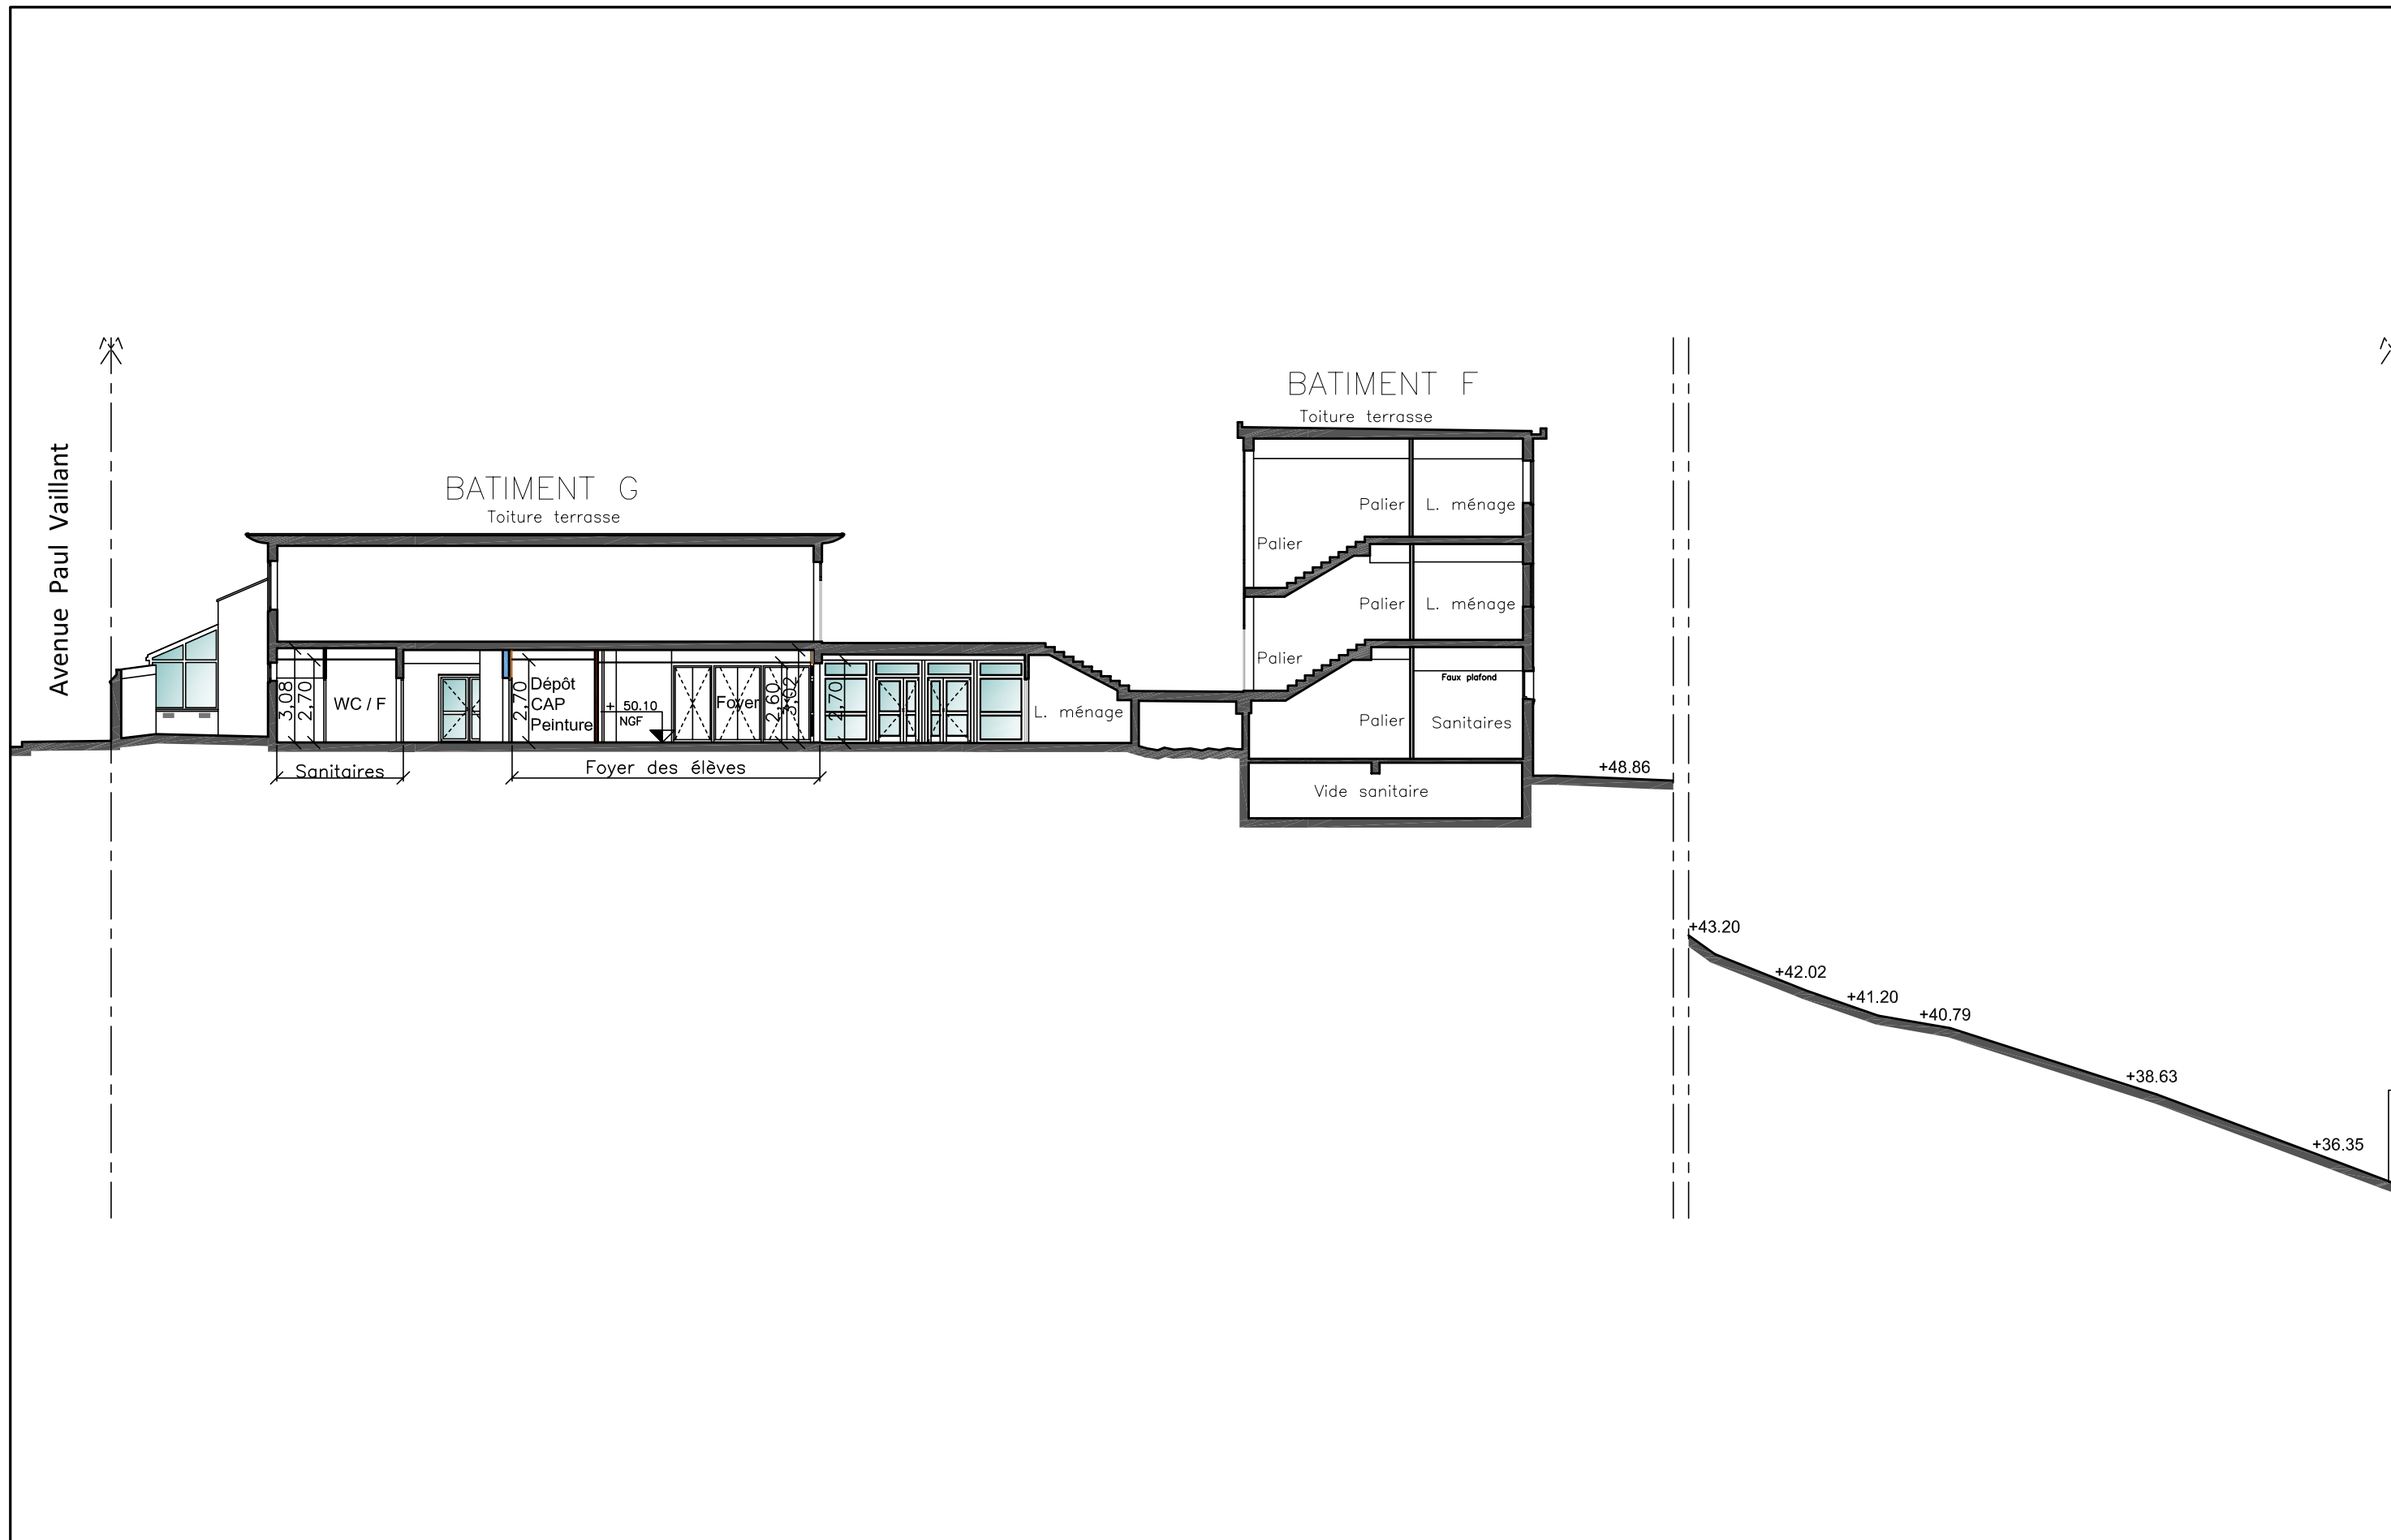 Avenue Paul Vaillant
BATIMENT G
Toiture terrasse
BATIMENT F
Toiture terrasse
Palier
L. ménage
Palier
Palier
L. ménage
Palier
Faux plafond
Palier
Sanitaires
Vide sanitaire
3,08
2,70
WC / F
2,70
Dépôt
CAP
Peinture
+ 50.10
NGF
Foyer
2,60
3,02
2,70
L. ménage
Sanitaires
Foyer des élèves
+48.86
+43.20
+42.02
+41.20
+40.79
+38.63
+36.35